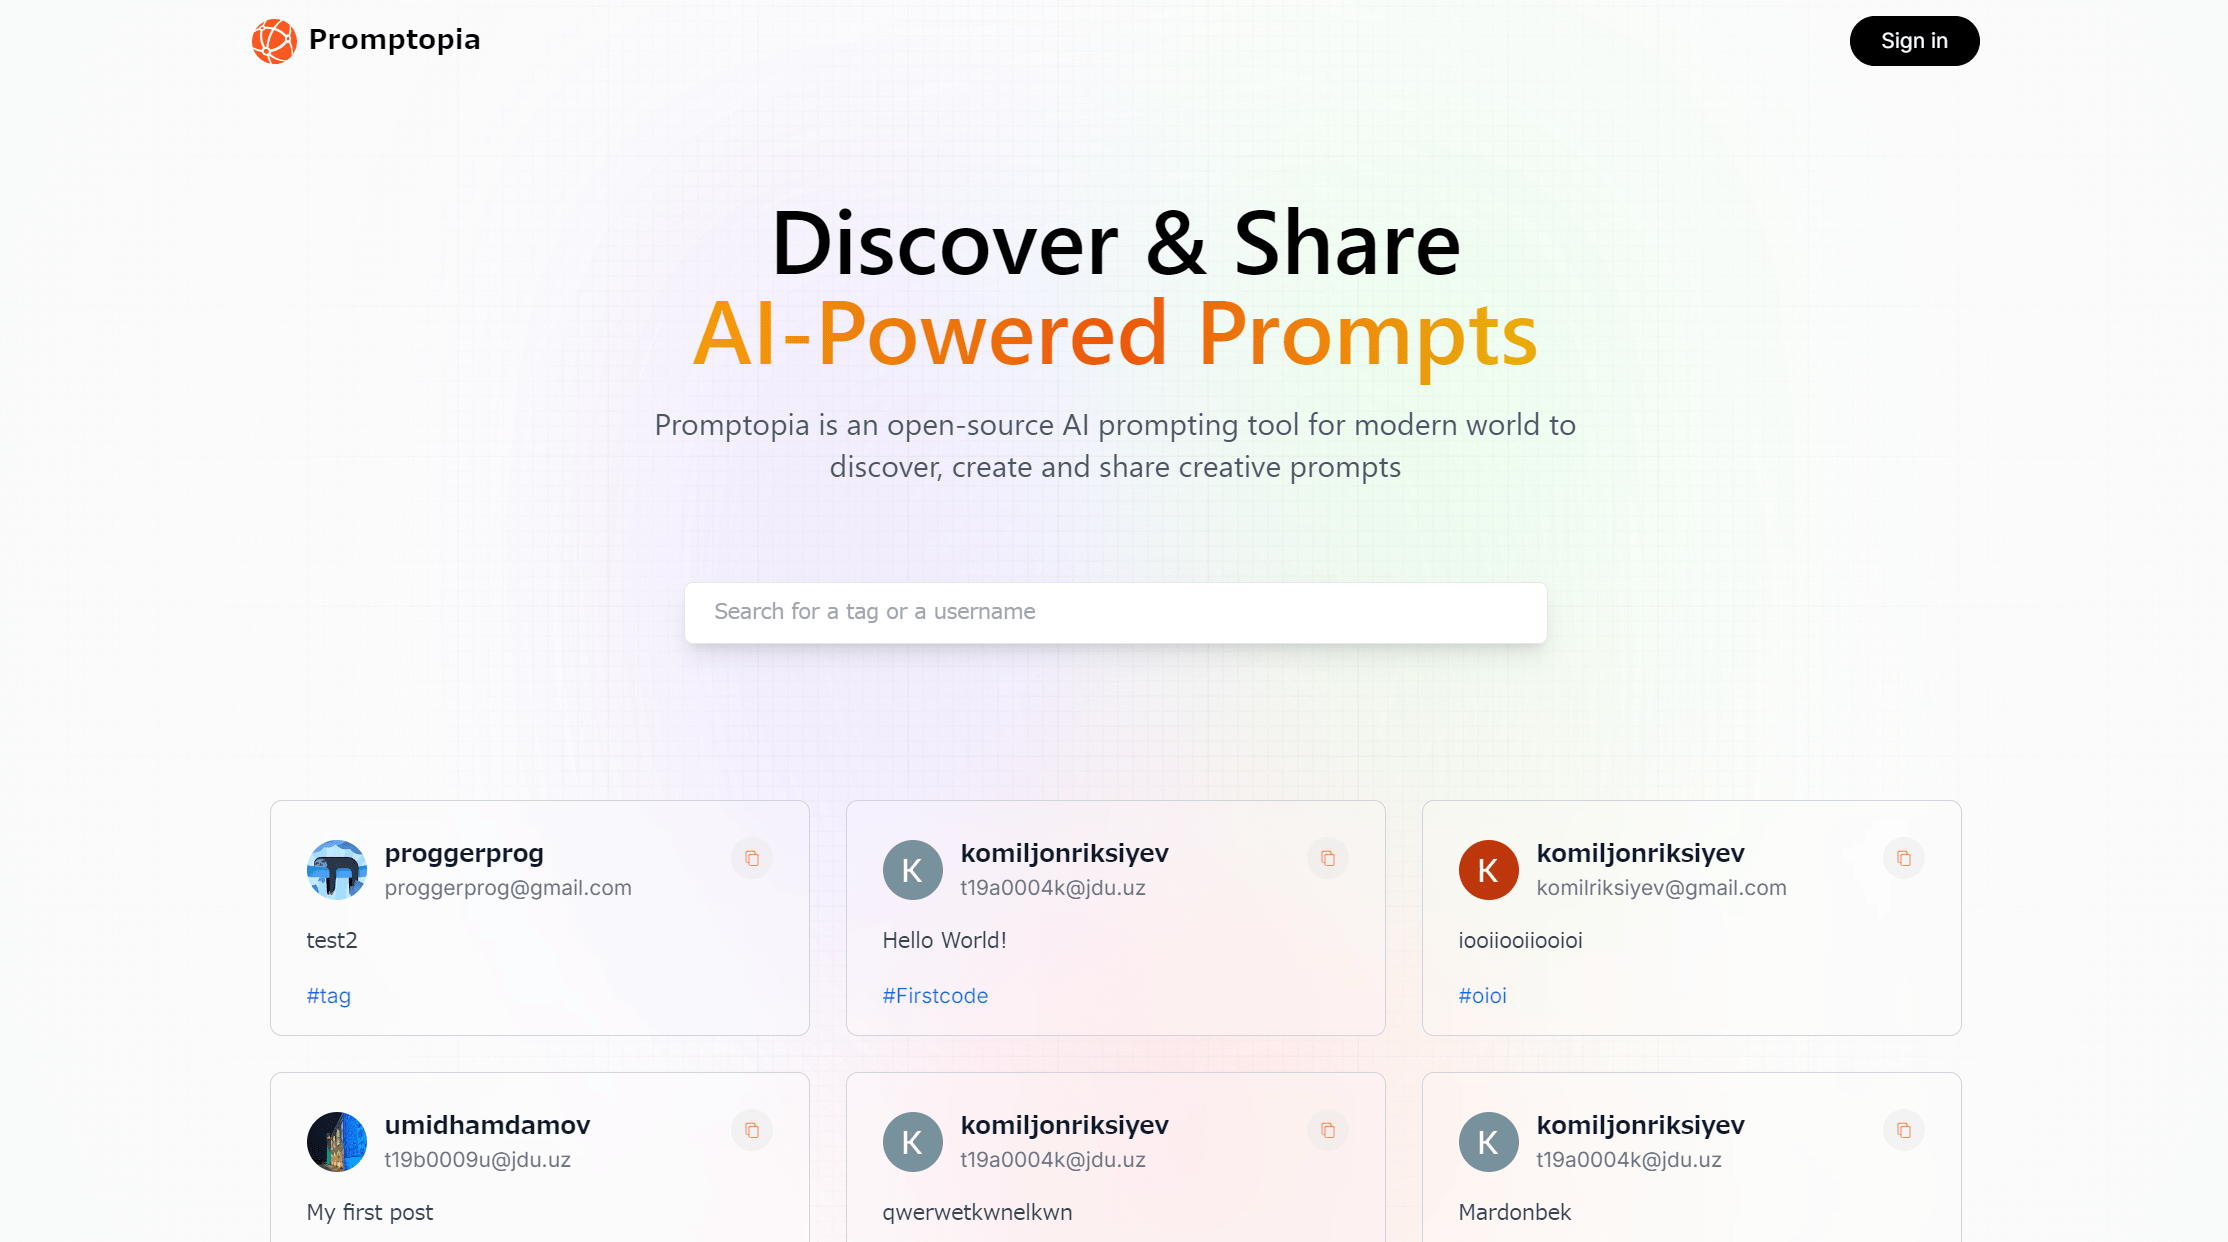 Promptopia
Sign in
Discover & Share
AI-Powered Prompts
Promptopia is an open-source AI prompting tool for modern world to
discover, create and share creative prompts
Search for a tag or a username
proggerprog
proggerprog@gmail.com
test2
#tag
K
komiljonriksiyev
t19a0004k@jdu.uz
Hello World!
#Firstcode
K
komiljonriksiyev
komilriksiyev@gmail.com
iooiiooiiooioi
#oioi
umidhamdamov
t19b0009u@jdu.uz
My first post
K
komiljonriksiyev
t19a0004k@jdu.uz
qwerwetkwnelkwn
K
komiljonriksiyev
t19a0004k@jdu.uz
Mardonbek